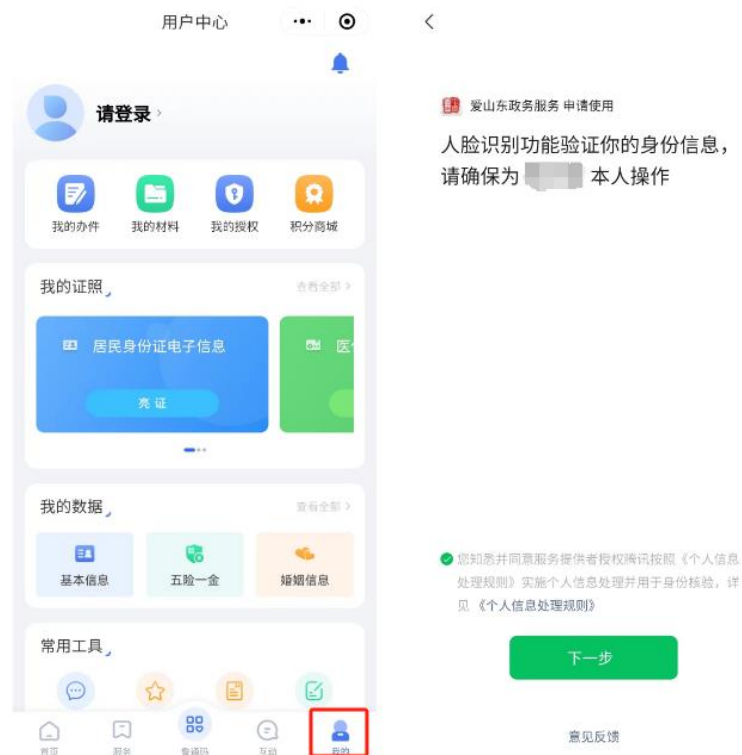 用户中心
请登录
我的办件 我的材料 我的授权 积分商城
我的证照 查看全部
居民身份证电子信息
医
亮证
我的数据 查看全部
基本信息 五险一金 婚姻信息
常用工具
首页 服务 鲁通码 互动 我的
爱山东政务服务 申请使用
人脸识别功能验证你的身份信息，
请确保为 本人操作
您知悉并同意服务提供者授权腾讯按照《个人信息
处理规则》实施个人信息处理并用于身份核验，详
见《个人信息处理规则》
下一步
意见反馈